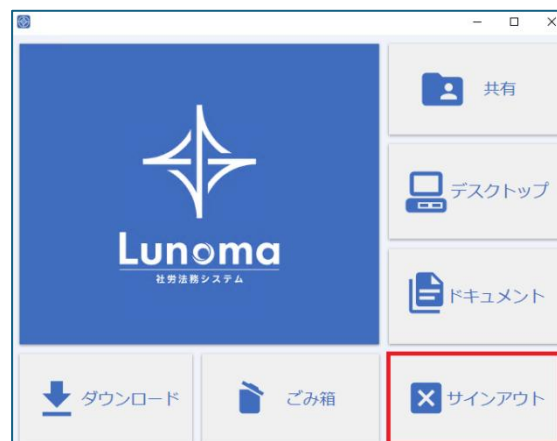 共有
デスクトップ
Lunoma
社労法務システム
ドキュメント
ダウンロード
ごみ箱
サインアウト